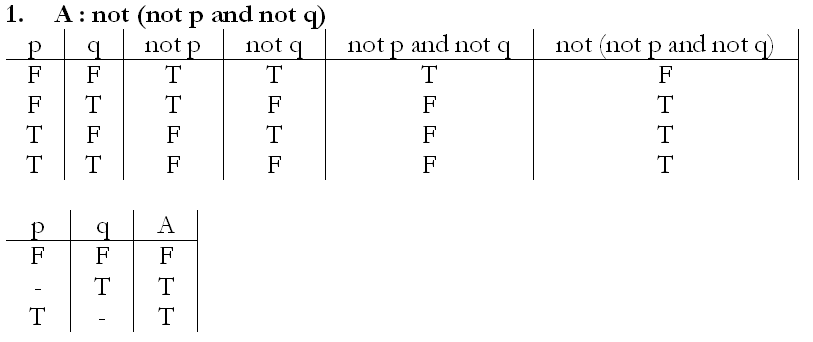 1. A : not (not p and not q)
p q not p not q not p and not q not (not p and not q)
F F T T T F
F T T F F T
T F F T F T
T T F F F T
p q A
F F F
- T T
T - T